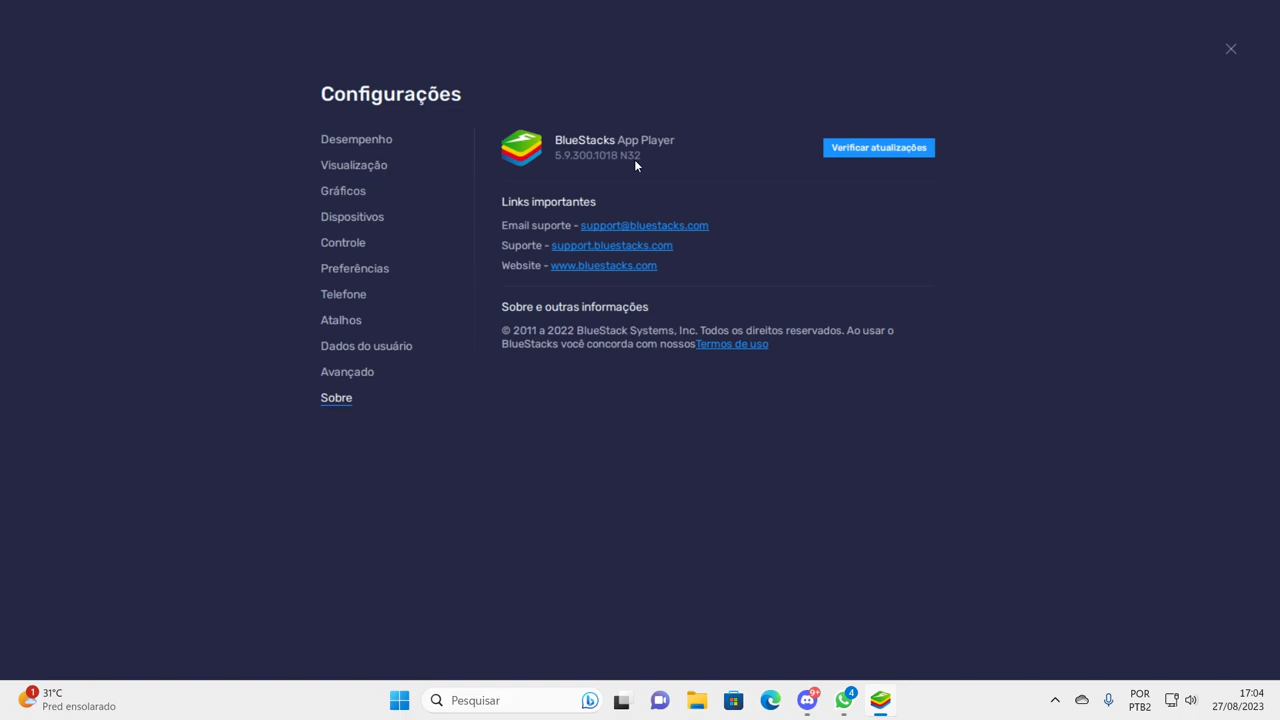 Configurações
Desempenho
Visualização
Gráficos
Dispositivos
Controle
Preferências
Telefone
Atalhos
Dados do usuário
Avançado
Sobre
BlueStacks App Player
5.9.300.1018 N32
Verificar atualizações
Links importantes
Email suporte - support@bluestacks.com
Suporte - support.bluestacks.com
Website - www.bluestacks.com
Sobre e outras informações
© 2011 a 2022 BlueStack Systems, Inc. Todos os direitos reservados. Ao usar o
BlueStacks você concorda com nossosTermos de uso
1
31°C
Pred ensolarado
Pesquisar
9+
4
POR
PTB2
17:04
27/08/2023